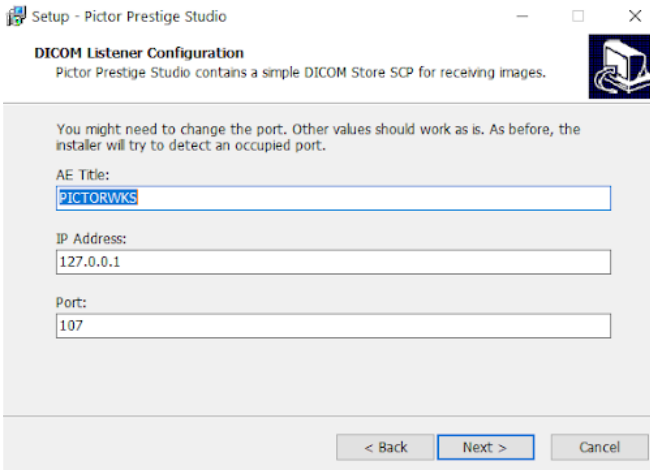 Setup - Pictor Prestige Studio
DICOM Listener Configuration
Pictor Prestige Studio contains a simple DICOM Store SCP for receiving images.
You might need to change the port. Other values should work as is. As before, the
installer will try to detect an occupied port.
AE Title:
PICTORWKS
IP Address:
127.0.0.1
Port:
107
< Back
Next >
Cancel